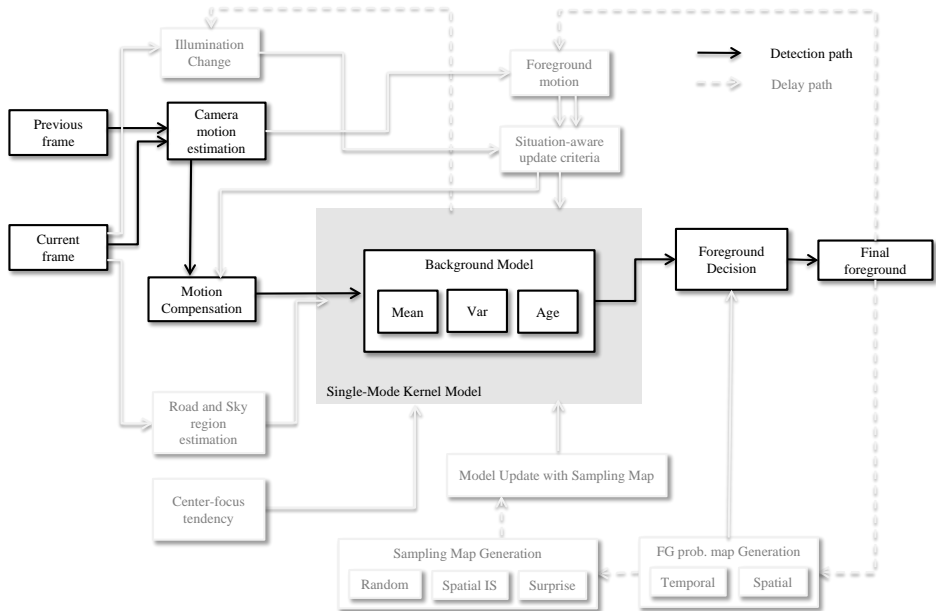 Illumination
Change
Foreground
motion
Detection path
Delay path
Previous
frame
Camera
motion
estimation
Situation-aware
update criteria
Current
frame
Motion
Compensation
Background Model
Mean
Var
Age
Single-Mode Kernel Model
Foreground
Decision
Final
foreground
Road and Sky
region
estimation
Center-focus
tendency
Model Update with Sampling Map
Sampling Map Generation
Random
Spatial IS
Surprise
FG prob. map Generation
Temporal
Spatial